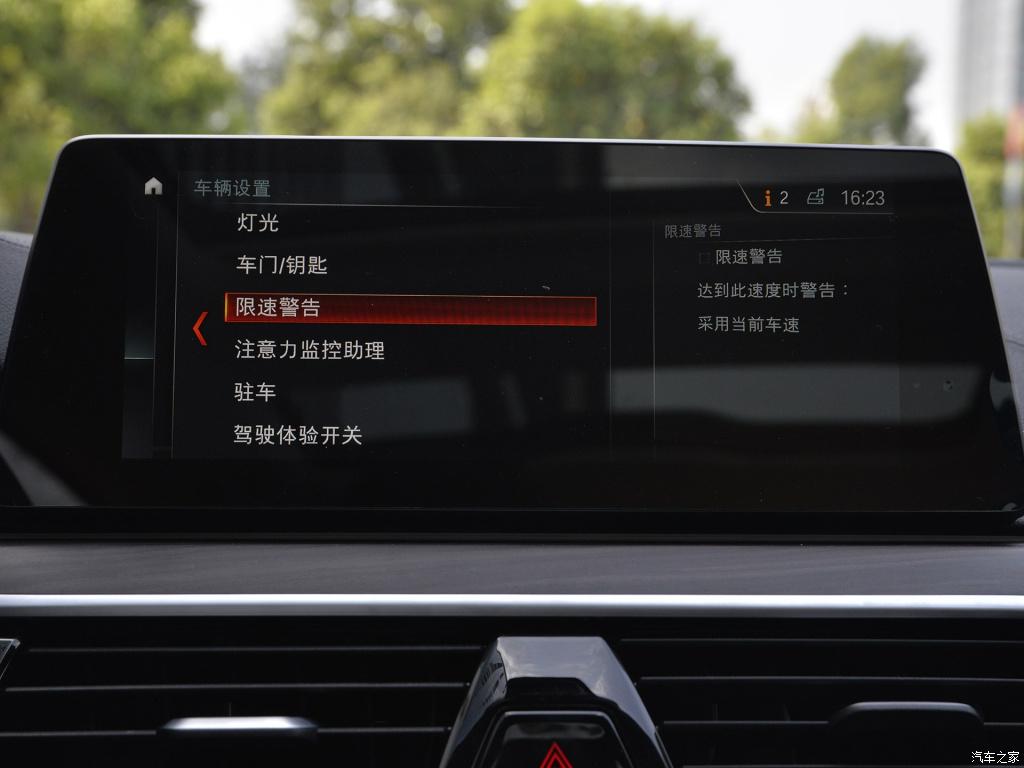 车辆设置
2 16:23
灯光
车门/钥匙
限速警告
注意力监控助理
驻车
驾驶体验开关
限速警告
限速警告
达到此速度时警告：
采用当前车速
汽车之家